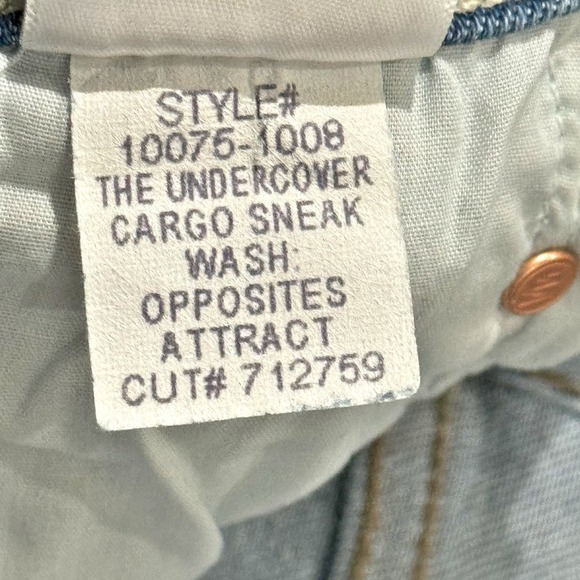 STYLE#
10075-1008
THE UNDERCOVER
CARGO SNEAK
WASH:
OPPOSITES
ATTRACT
CUT# 712759